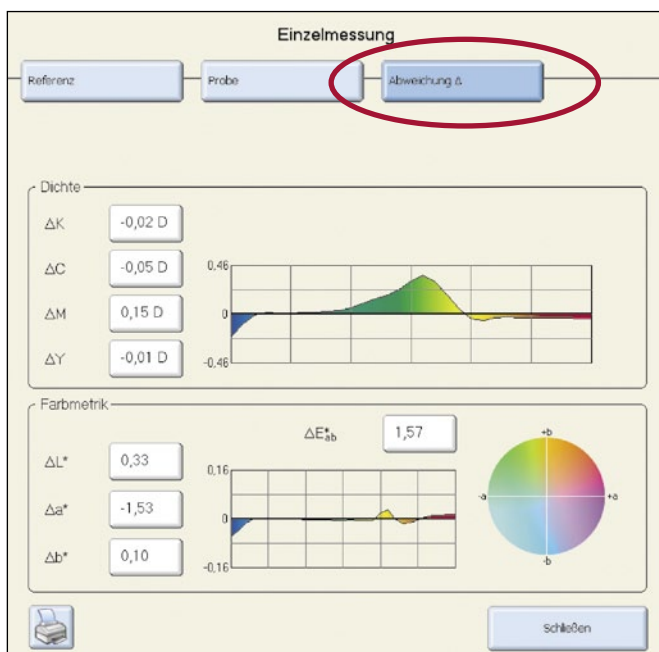 Einzelmessung
Referenz Probe Abweichung Δ
Dichte
ΔK -0,02 D
ΔC -0,05 D
ΔM 0,15 D
ΔY -0,01 D
0,46
0
-0,46
Farbmetrik
ΔE*ab 1,57
ΔL* 0,33
Δa* -1,53
Δb* 0,10
0,16
0
-0,16
+b
-a +a
-b
Schließen